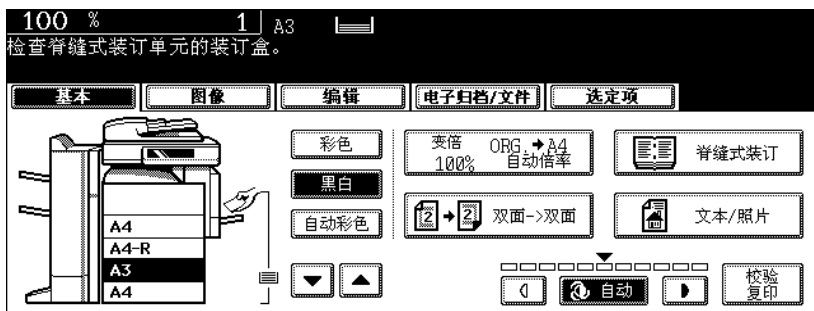 100 % 1 A3
检查脊缝式装订单元的装订盒。
基本 图像 编辑 电子归档/文件 选定项
彩色
黑白
自动彩色
变倍 ORG.➜A4
100% 自动倍率
脊缝式装订
2➜2 双面->双面
文本/照片
A4
A4-R
A3
A4
自动
校验
复印